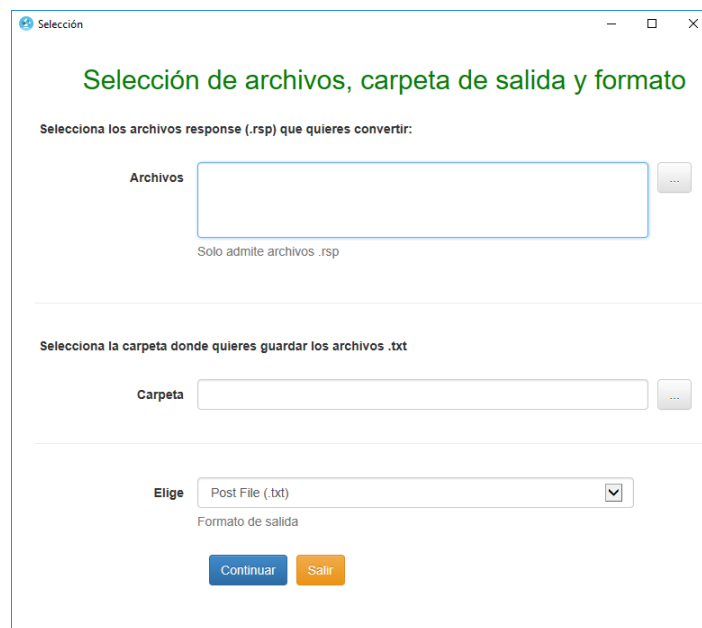 Selección
Selección de archivos, carpeta de salida y formato
Selecciona los archivos response (.rsp) que quieres convertir:
Archivos
...
Solo admite archivos .rsp
Selecciona la carpeta donde quieres guardar los archivos .txt
Carpeta
...
Elige
Post File (.txt)
Formato de salida
Continuar Salir